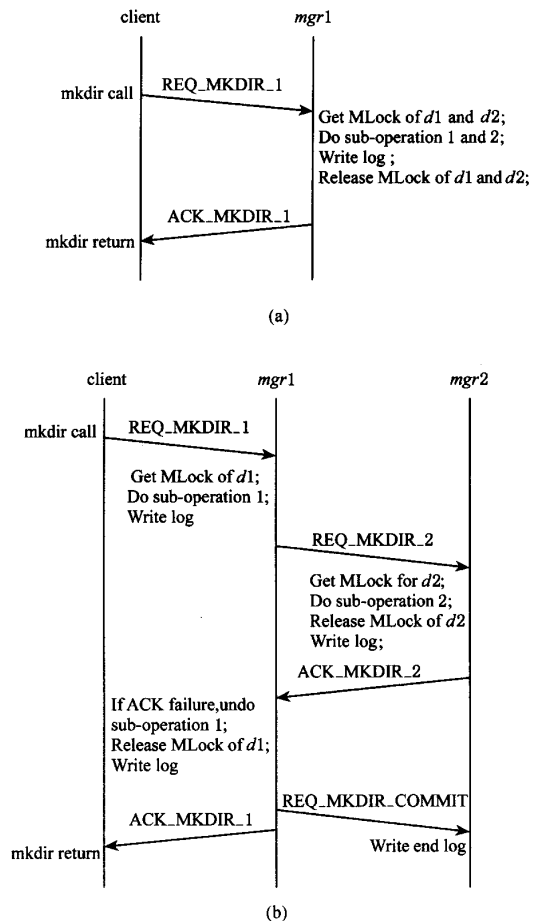 client mgr1
REQ_MKDIR_1
mkdir call
Get MLock of d1 and d2;
Do sub-operation 1 and 2;
Write log ;
Release MLock of d1 and d2;
ACK_MKDIR_1
mkdir return
(a)
client mgr1 mgr2
mkdir call
REQ_MKDIR_1
Get MLock of d1;
Do sub-operation 1;
Write log
REQ_MKDIR_2
Get MLock for d2;
Do sub-operation 2;
Release MLock of d2
Write log;
ACK_MKDIR_2
If ACK failure,undo
sub-operation 1;
Release MLock of d1;
Write log
REQ_MKDIR_COMMIT
ACK_MKDIR_1
Write end log
mkdir return
(b)